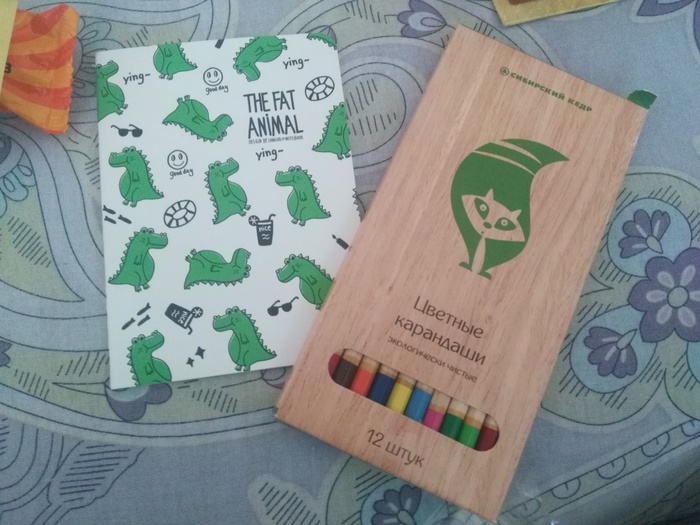 ying~
ying~
good day
THE FAT
ANIMAL
ying~
good day
nice
nice
СИБИРСКИЙ КЕДР
Цветные
карандаши
экологически чистые
12 штук